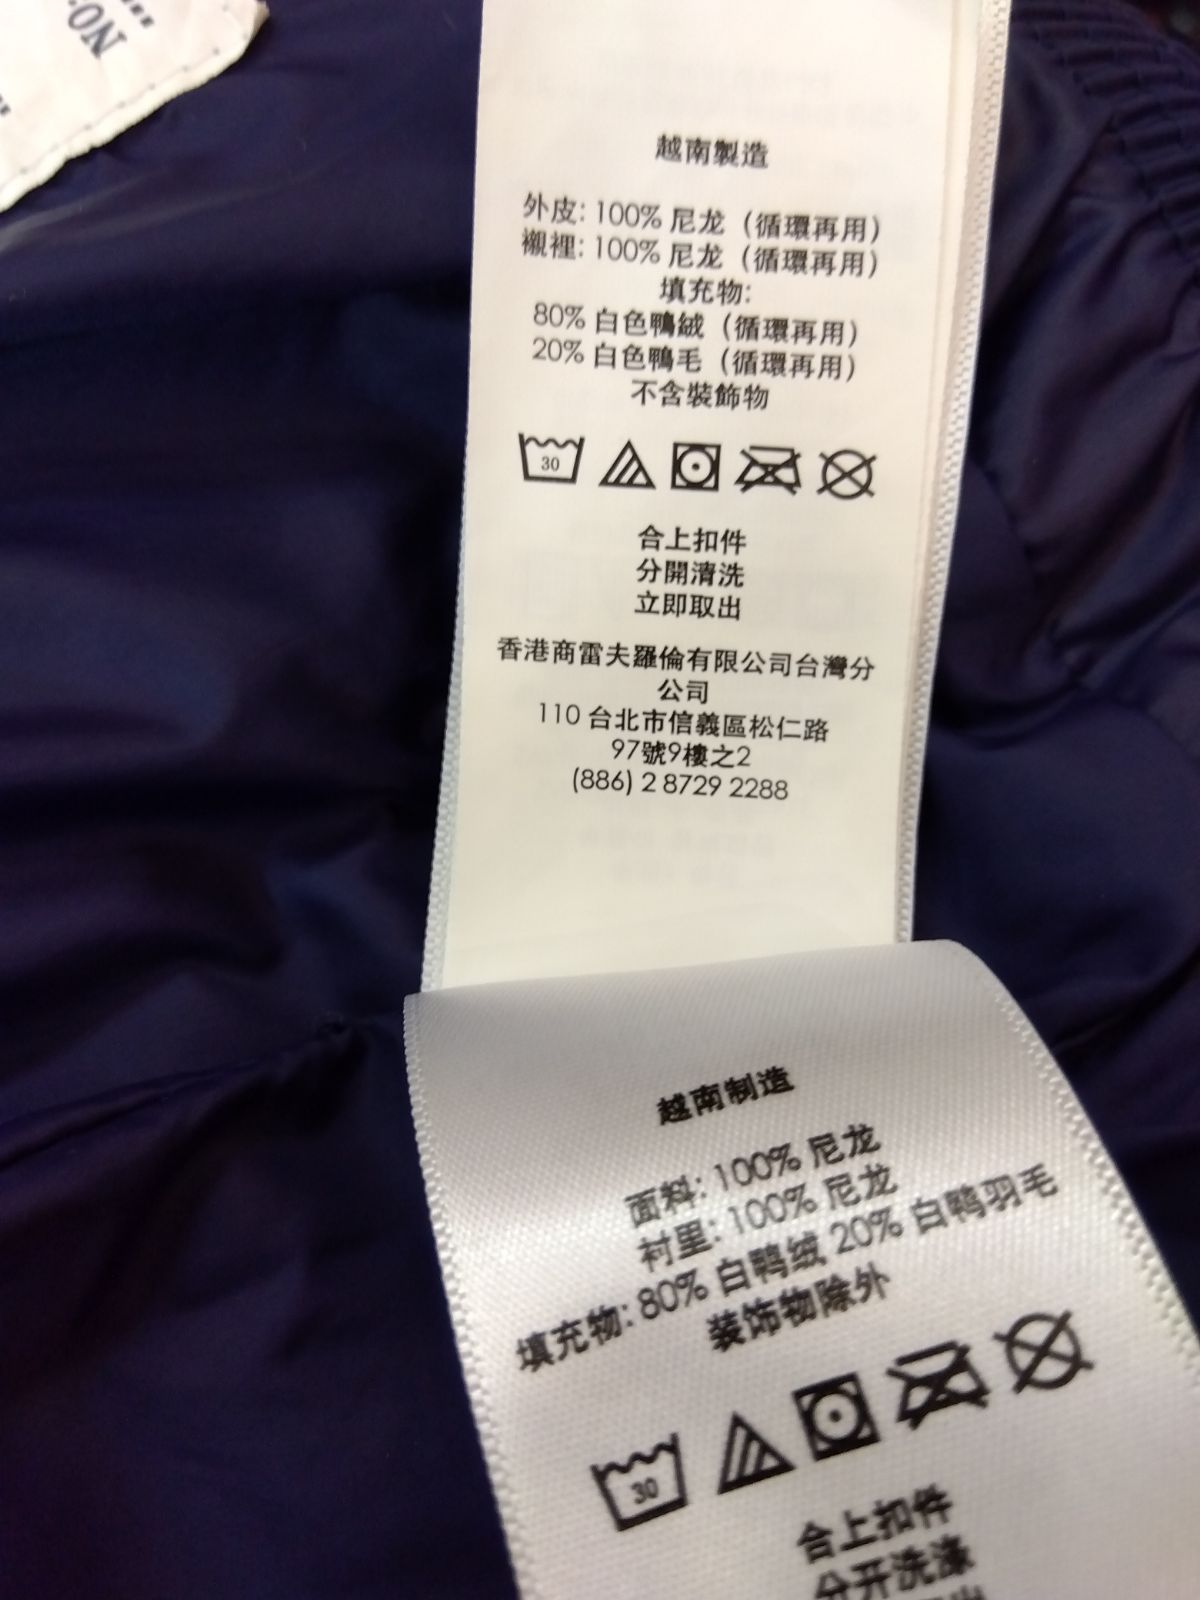 NO.
越南製造
外皮: 100% 尼龙（循環再用）
襯裡: 100% 尼龙（循環再用）
填充物:
80% 白色鴨絨（循環再用）
20% 白色鴨毛（循環再用）
不含裝飾物
30
合上扣件
分開清洗
立即取出
香港商雷夫羅倫有限公司台灣分
公司
110 台北市信義區松仁路
97號9樓之2
(886) 2 8729 2288
越南制造
面料: 100% 尼龙
衬里: 100% 尼龙
填充物: 80% 白鸭绒 20% 白鸭羽毛
装饰物除外
30
合上扣件
分开洗涤